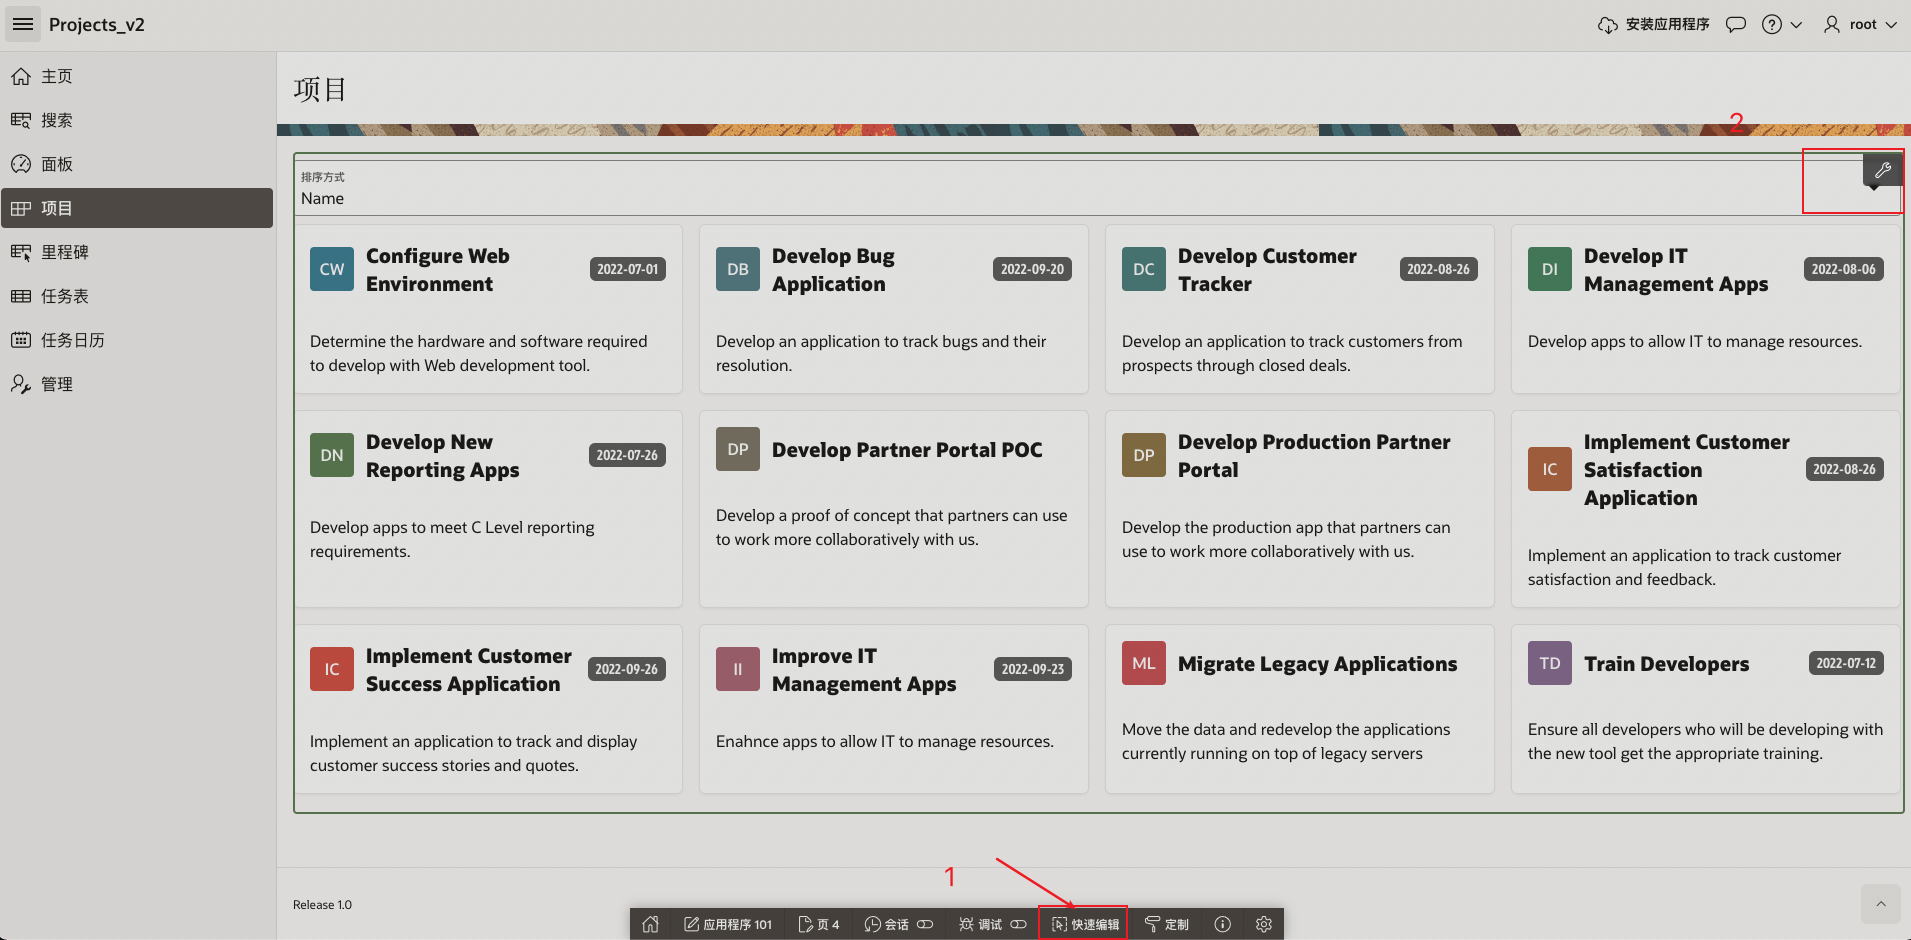 Projects_v2
安装应用程序
root
主页
搜索
面板
项目
里程碑
任务表
任务日历
管理
项目
2
排序方式
Name
CW
Configure Web
Environment
2022-07-01
Determine the hardware and software required
to develop with Web development tool.
DB
Develop Bug
Application
2022-09-20
Develop an application to track bugs and their
resolution.
DC
Develop Customer
Tracker
2022-08-26
Develop an application to track customers from
prospects through closed deals.
DI
Develop IT
Management Apps
2022-08-06
Develop apps to allow IT to manage resources.
DN
Develop New
Reporting Apps
2022-07-26
Develop apps to meet C Level reporting
requirements.
DP
Develop Partner Portal POC
Develop a proof of concept that partners can use
to work more collaboratively with us.
DP
Develop Production Partner
Portal
Develop the production app that partners can
use to work more collaboratively with us.
IC
Implement Customer
Satisfaction
Application
2022-08-26
Implement an application to track customer
satisfaction and feedback.
IC
Implement Customer
Success Application
2022-09-26
Implement an application to track and display
customer success stories and quotes.
II
Improve IT
Management Apps
2022-09-23
Enahnce apps to allow IT to manage resources.
ML
Migrate Legacy Applications
Move the data and redevelop the applications
currently running on top of legacy servers
TD
Train Developers
2022-07-12
Ensure all developers who will be developing with
the new tool get the appropriate training.
1
Release 1.0
应用程序 101
页 4
会话
调试
快速编辑
定制